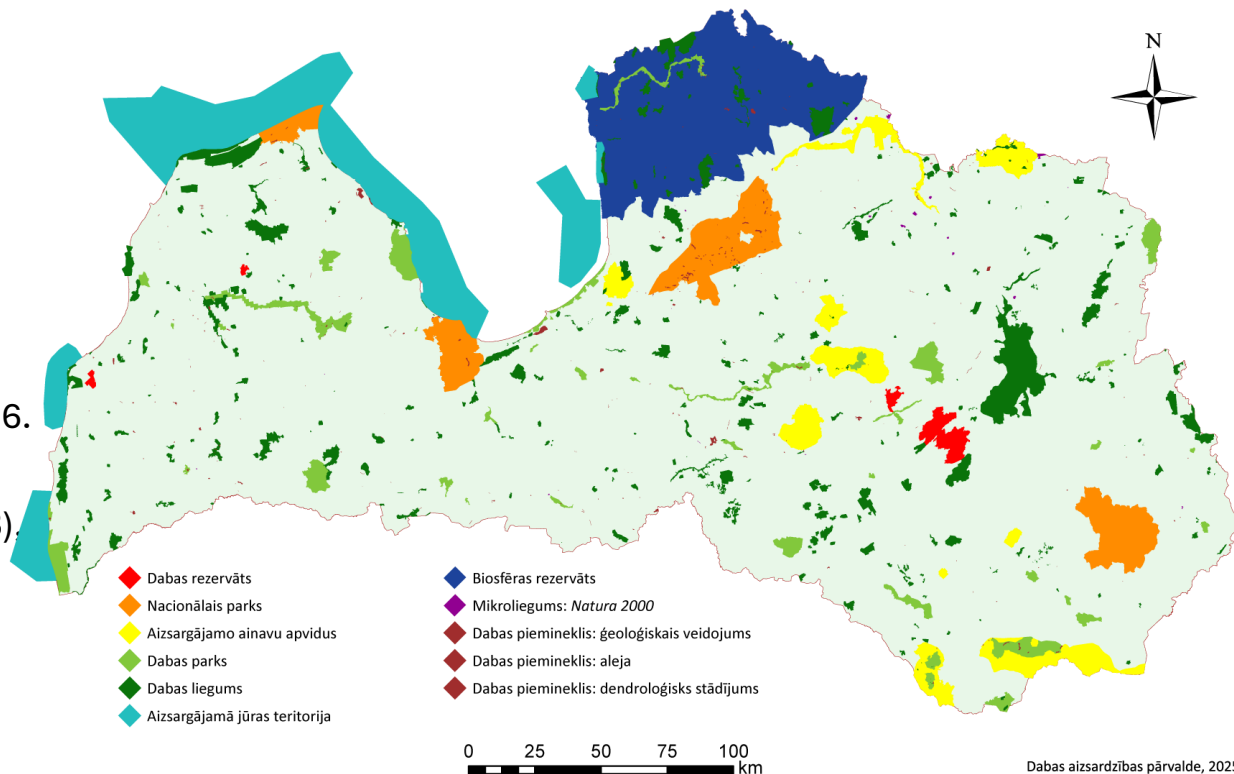 N
6.
),
Dabas rezervāts
Nacionālais parks
Aizsargājamo ainavu apvidus
Dabas parks
Dabas liegums
Aizsargājamā jūras teritorija
Biosfēras rezervāts
Mikroliegums: Natura 2000
Dabas piemineklis: ģeoloģiskais veidojums
Dabas piemineklis: aleja
Dabas piemineklis: dendroloģisks stādījums
0 25 50 75 100
km
Dabas aizsardzības pārvalde, 2025